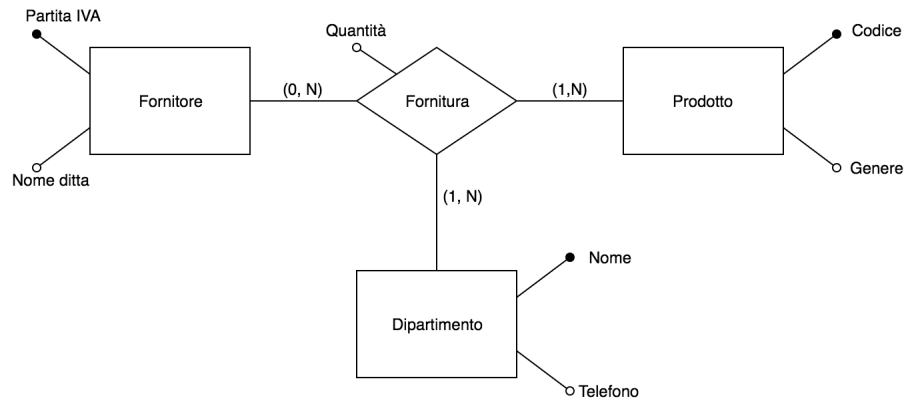 Partita IVA
Quantità
Codice
Fornitore
(0, N)
Fornitura
(1,N)
Prodotto
Nome ditta
Genere
(1, N)
Nome
Dipartimento
Telefono